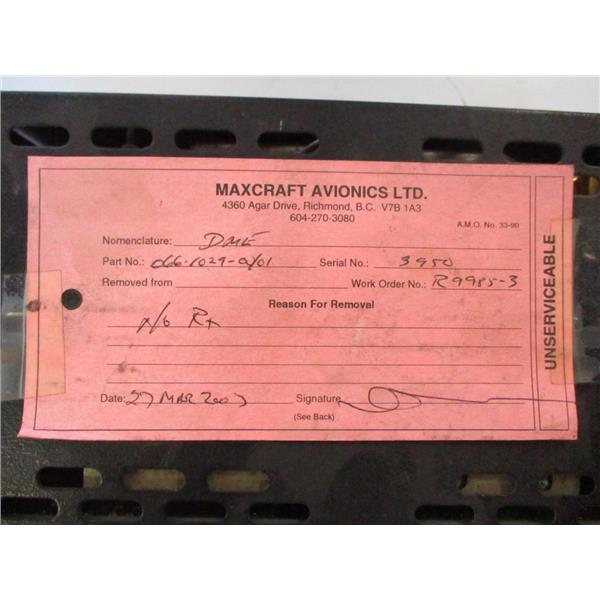 MAXCRAFT AVIONICS LTD.
4360 Agar Drive, Richmond, B.C. V7B 1A3
604-270-3080
A.M.O. No. 33-90
Nomenclature: DME
Part No.: 066-1029-0/01 Serial No.: 3950
Removed from Work Order No.: R9985-3
Reason For Removal
Rx
Date: 27 MAR Signature
(See Back)
UNSERVICEABLE